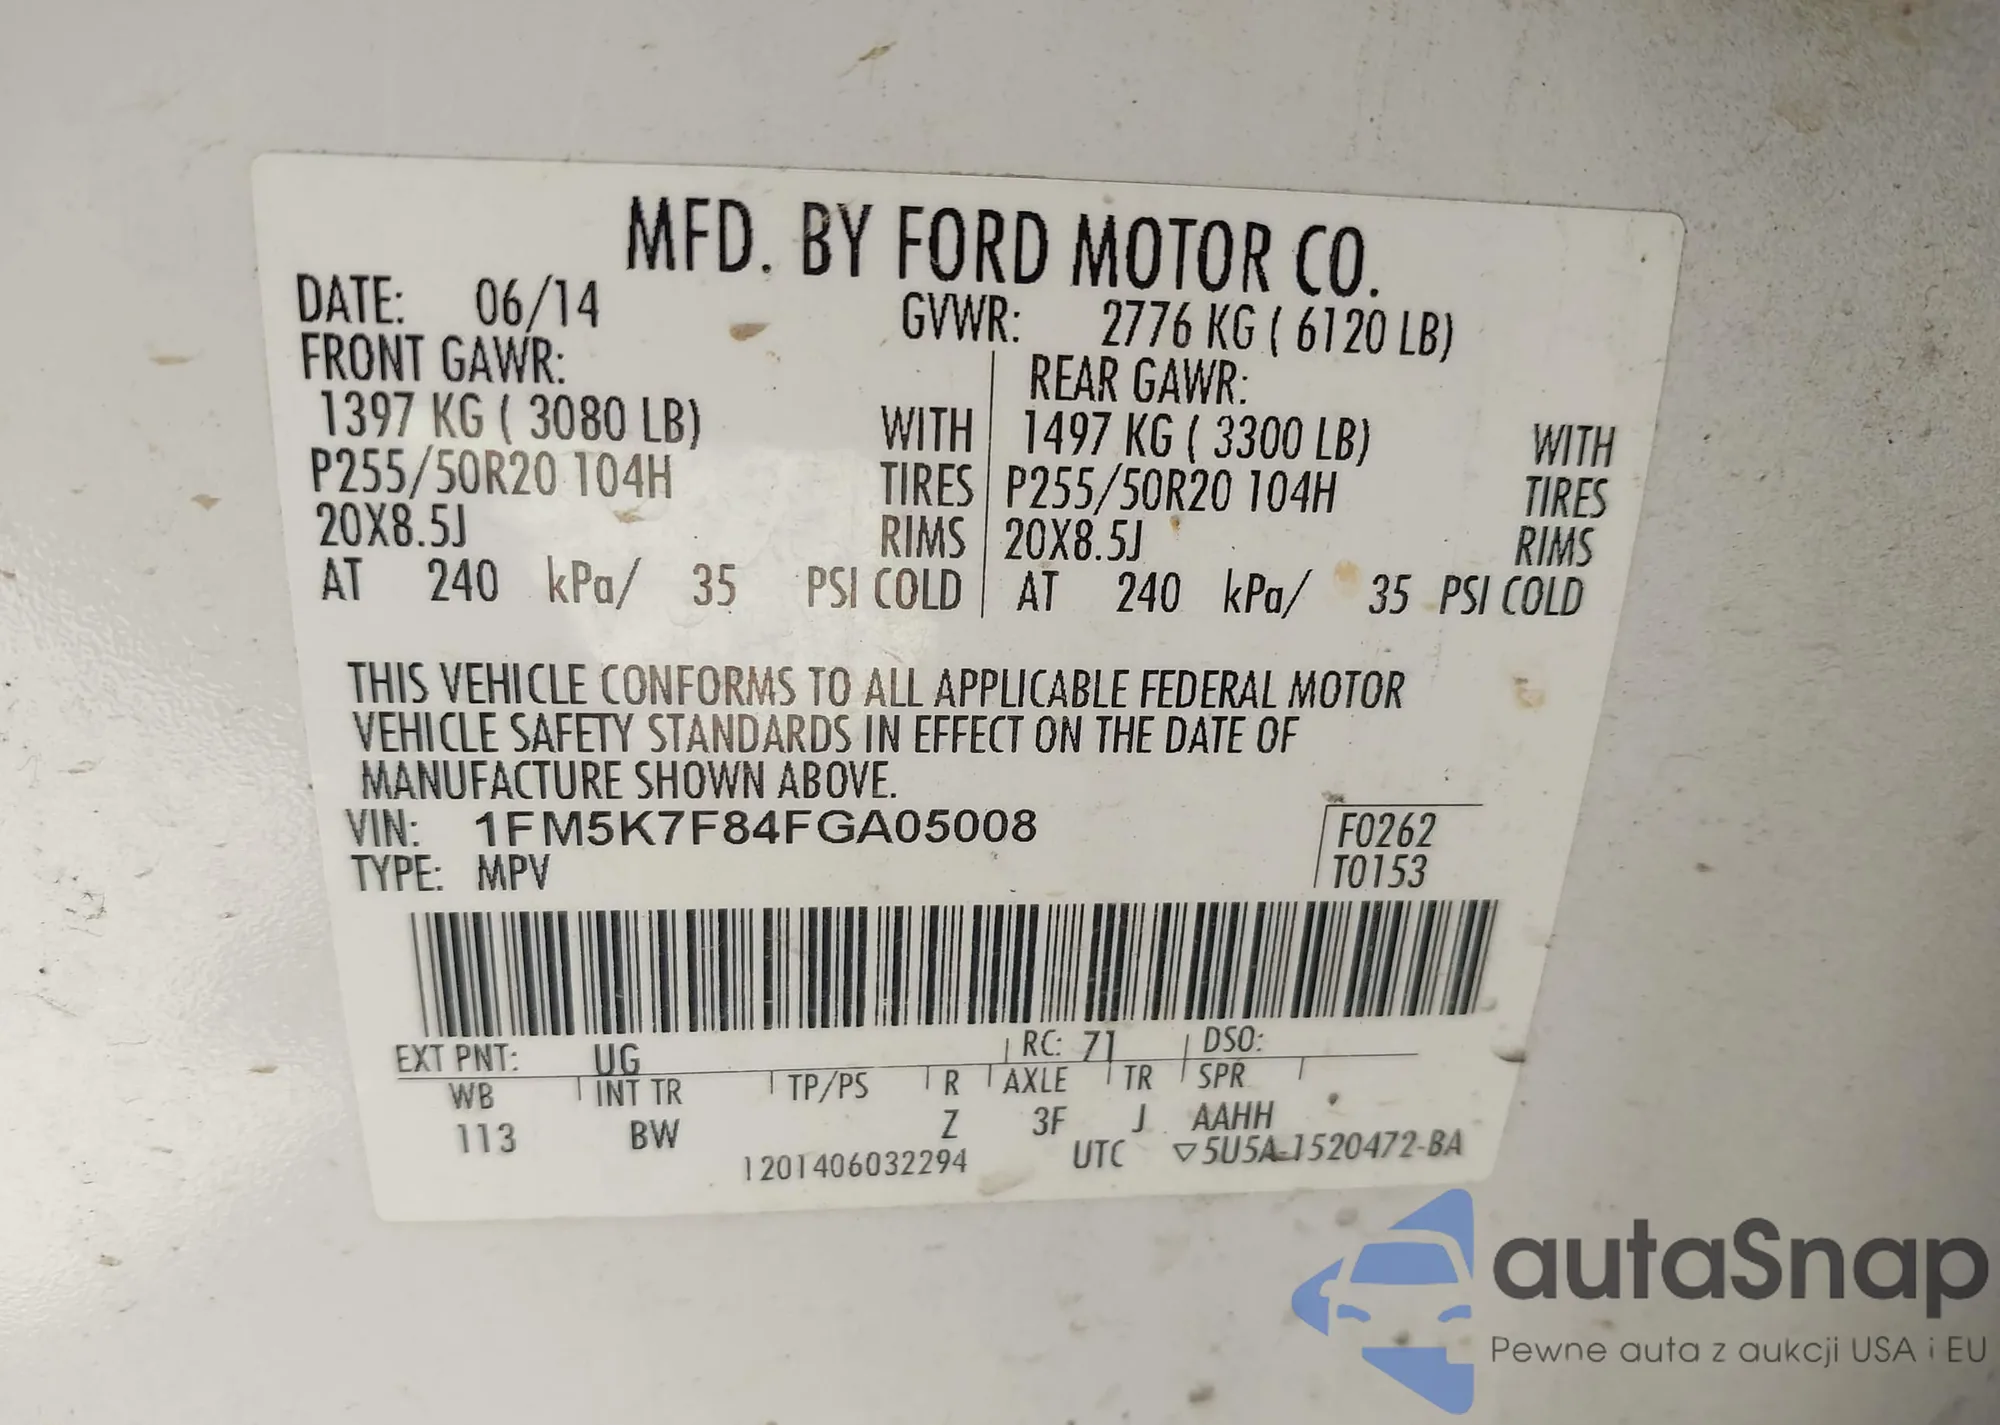 MFD. BY FORD MOTOR CO.
DATE: 06/14 GVWR: 2776 KG ( 6120 LB)
FRONT GAWR: REAR GAWR:
1397 KG ( 3080 LB) WITH 1497 KG ( 3300 LB) WITH
P255/50R20 104H TIRES P255/50R20 104H TIRES
20X8.5J RIMS 20X8.5J RIMS
AT 240 kPa/ 35 PSI COLD AT 240 kPa/ 35 PSI COLD
THIS VEHICLE CONFORMS TO ALL APPLICABLE FEDERAL MOTOR
VEHICLE SAFETY STANDARDS IN EFFECT ON THE DATE OF
MANUFACTURE SHOWN ABOVE.
VIN: 1FM5K7F84FGA05008 F0262
TYPE: MPV T0153
EXT PNT: UG RC: 71 DSO:
WB INT TR TP/PS R AXLE TR SPR
113 BW Z 3F J AAHH
1201406032294 UTC ▽5U5A-1520472-BA
autaSnap
Pewne auta z aukcji USA i EU